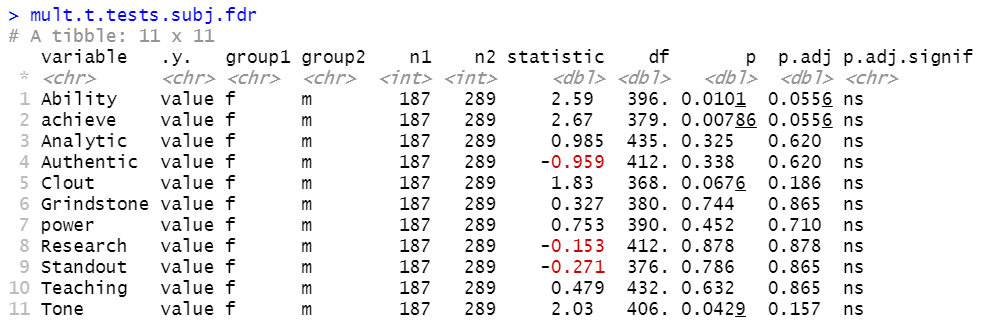 > mult.t.tests.subj.fdr
# A tibble: 11 x 11
variable .y. group1 group2 n1 n2 statistic df p p.adj p.adj.signif
* <chr> <chr> <chr> <chr> <int> <int> <dbl> <dbl> <dbl> <dbl> <chr>
1 Ability value f m 187 289 2.59 396. 0.0101 0.0556 ns
2 achieve value f m 187 289 2.67 379. 0.00786 0.0556 ns
3 Analytic value f m 187 289 0.985 435. 0.325 0.620 ns
4 Authentic value f m 187 289 -0.959 412. 0.338 0.620 ns
5 Clout value f m 187 289 1.83 368. 0.0676 0.186 ns
6 Grindstone value f m 187 289 0.327 380. 0.744 0.865 ns
7 power value f m 187 289 0.753 390. 0.452 0.710 ns
8 Research value f m 187 289 -0.153 412. 0.878 0.878 ns
9 Standout value f m 187 289 -0.271 376. 0.786 0.865 ns
10 Teaching value f m 187 289 0.479 432. 0.632 0.865 ns
11 Tone value f m 187 289 2.03 406. 0.0429 0.157 ns